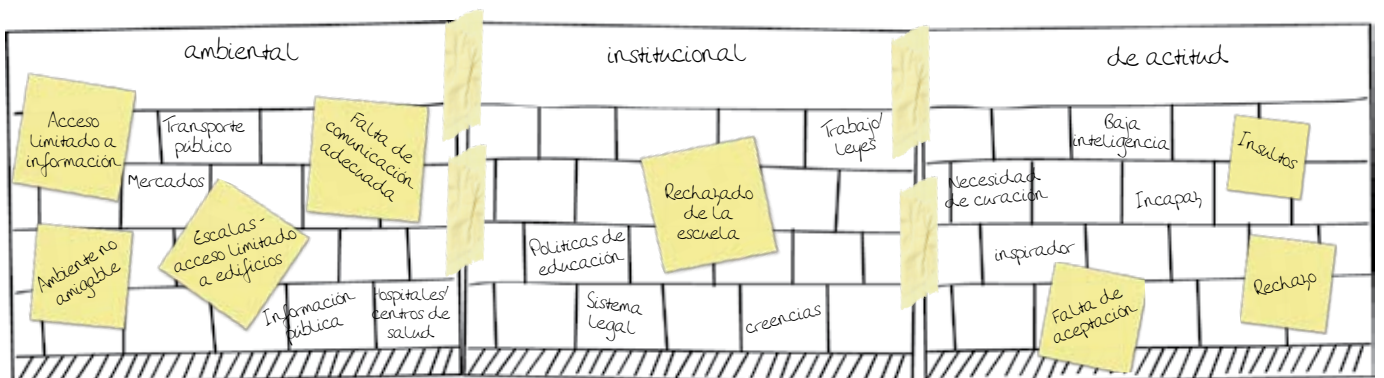 ambiental
Acceso
limitado a
información
Transporte
público
Falta de
comunicación
adecuada
Mercados
Escalas -
acceso limitado
a edificios
Ambiente no
amigable
Información
pública
Hospitales/
centros de
salud
institucional
Trabajo/
leyes
Rechazado
de la
escuela
Políticas de
educación
Sistema
legal
creencias
de actitud
Baja
inteligencia
Insultos
Necesidad
de curación
Incapaz
inspirador
Rechazo
Falta de
aceptación